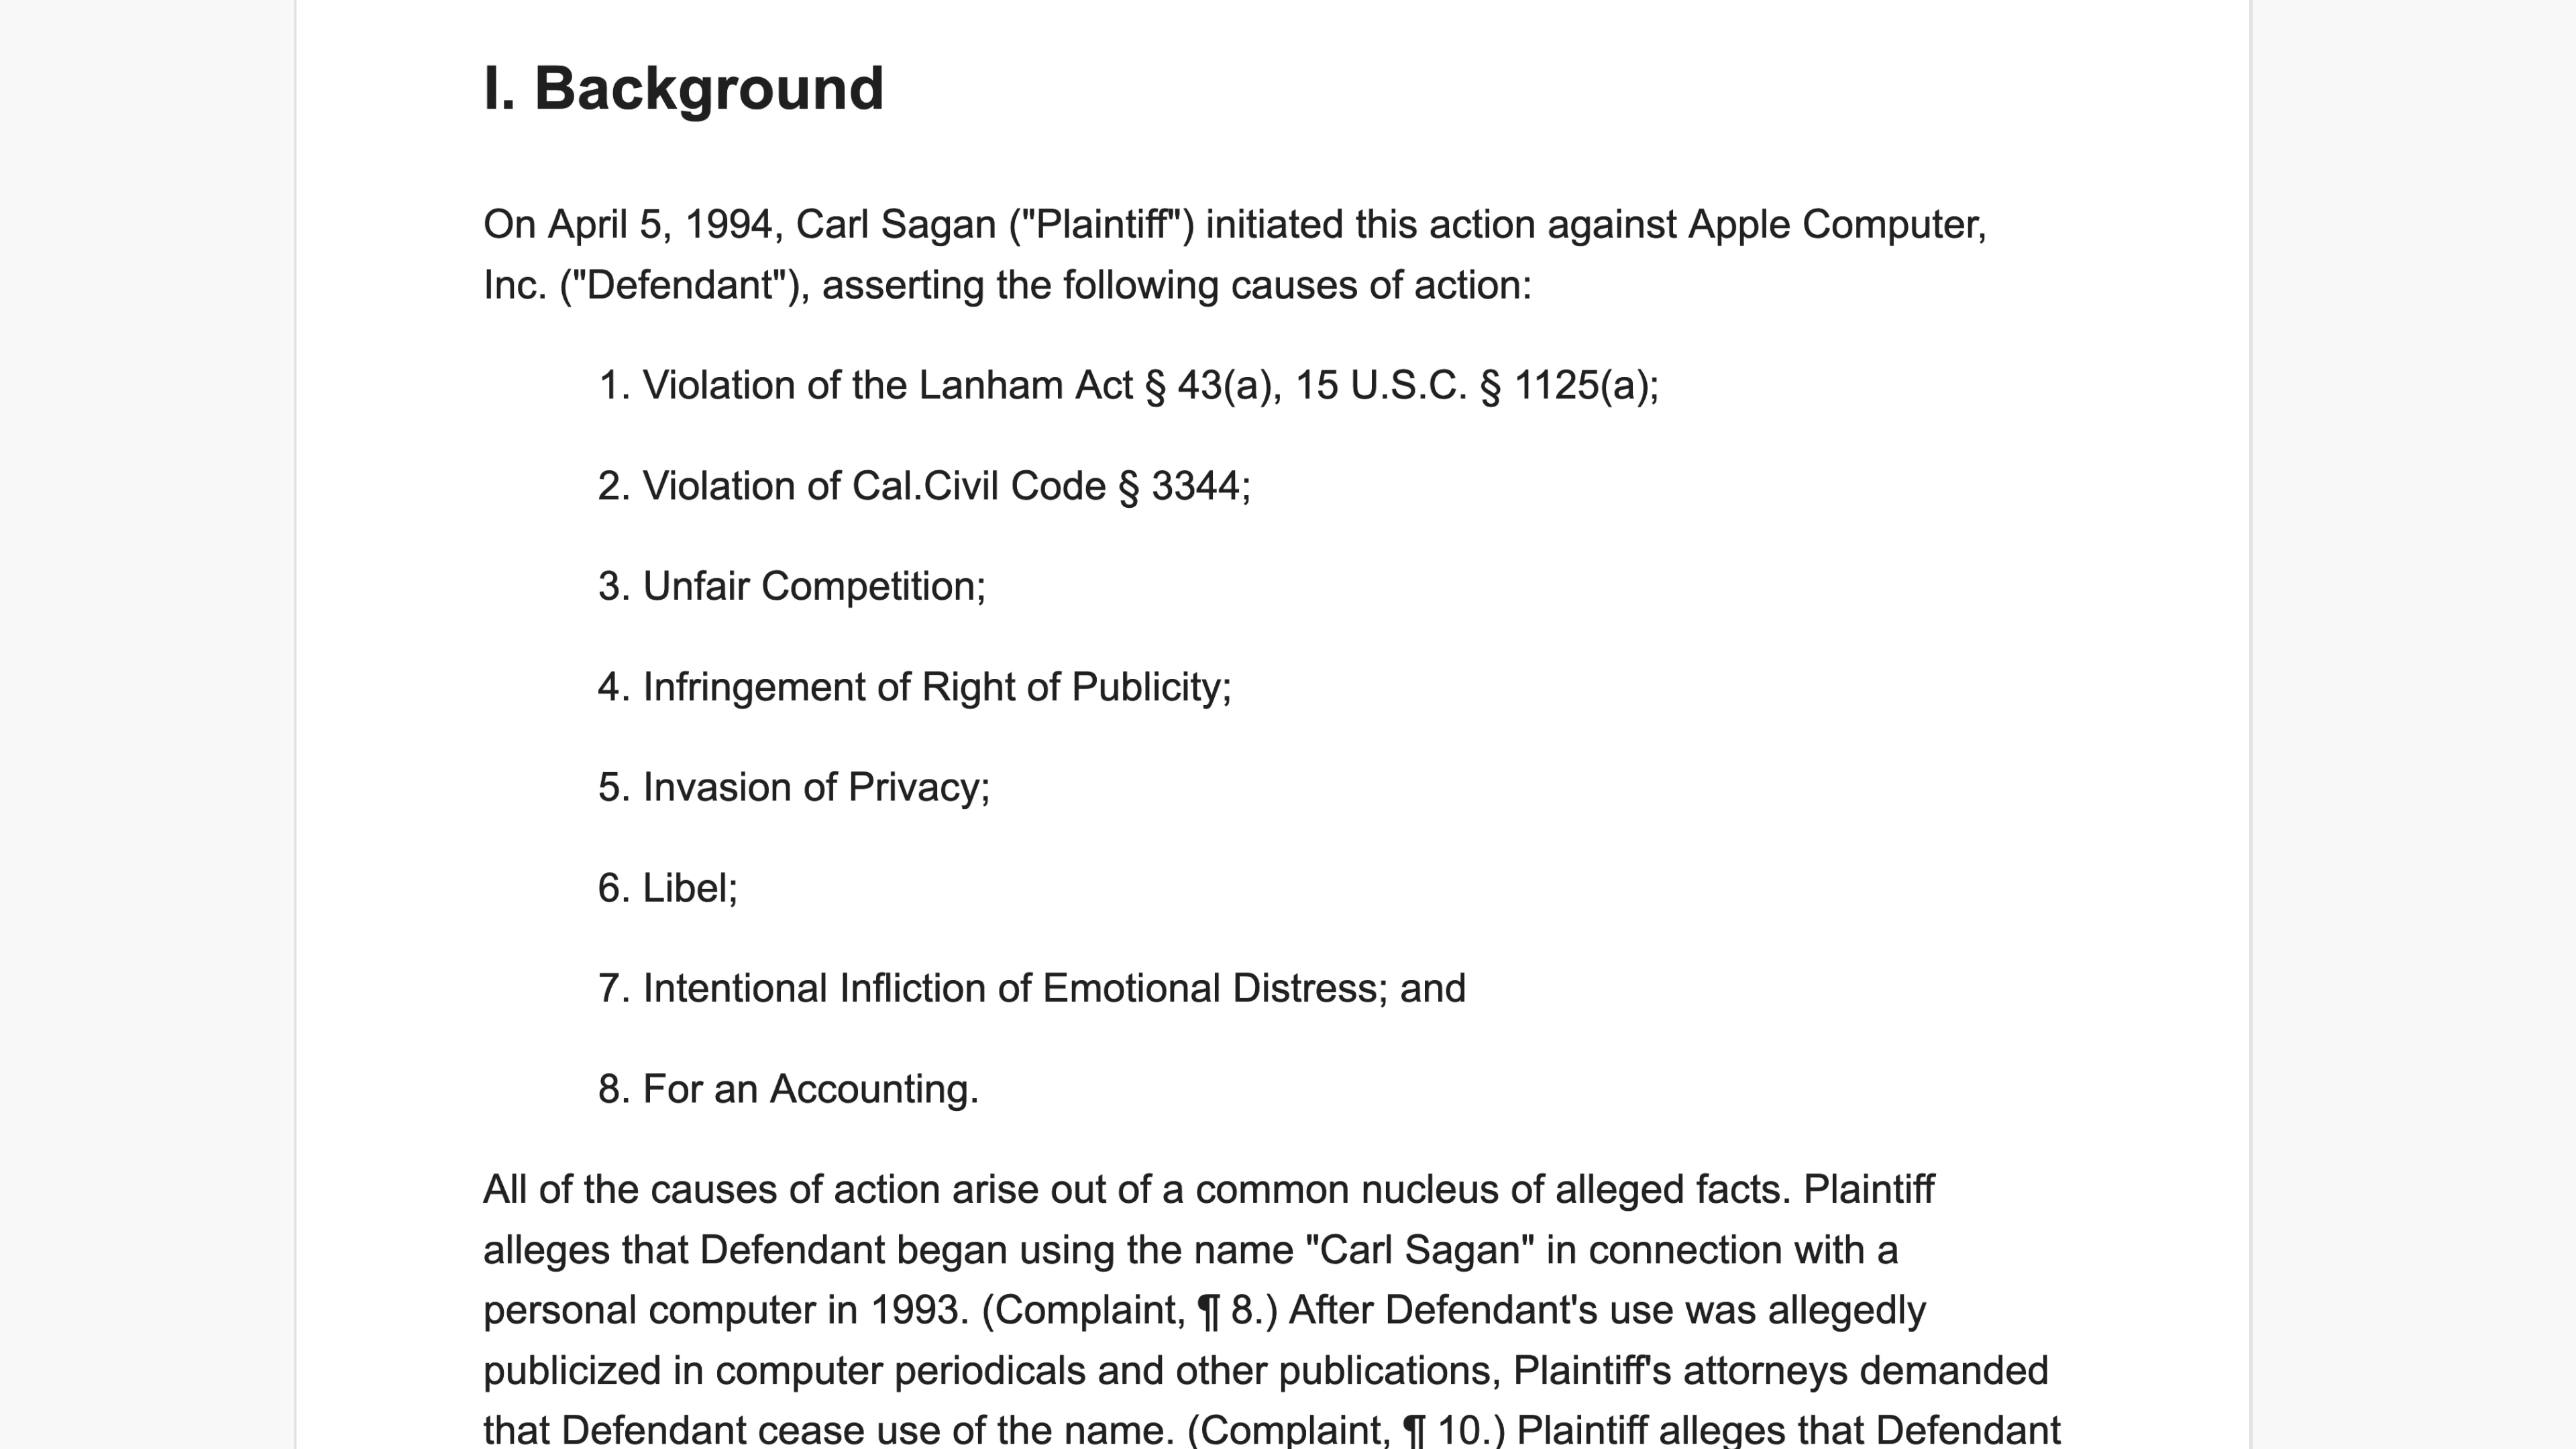 I. Background
On April 5, 1994, Carl Sagan ("Plaintiff") initiated this action against Apple Computer,
Inc. ("Defendant"), asserting the following causes of action:
1. Violation of the Lanham Act § 43(a), 15 U.S.C. § 1125(a);
2. Violation of Cal.Civil Code § 3344;
3. Unfair Competition;
4. Infringement of Right of Publicity;
5. Invasion of Privacy;
6. Libel;
7. Intentional Infliction of Emotional Distress; and
8. For an Accounting.
All of the causes of action arise out of a common nucleus of alleged facts. Plaintiff
alleges that Defendant began using the name "Carl Sagan" in connection with a
personal computer in 1993. (Complaint, ¶ 8.) After Defendant's use was allegedly
publicized in computer periodicals and other publications, Plaintiff's attorneys demanded
that Defendant cease use of the name. (Complaint, ¶ 10.) Plaintiff alleges that Defendant